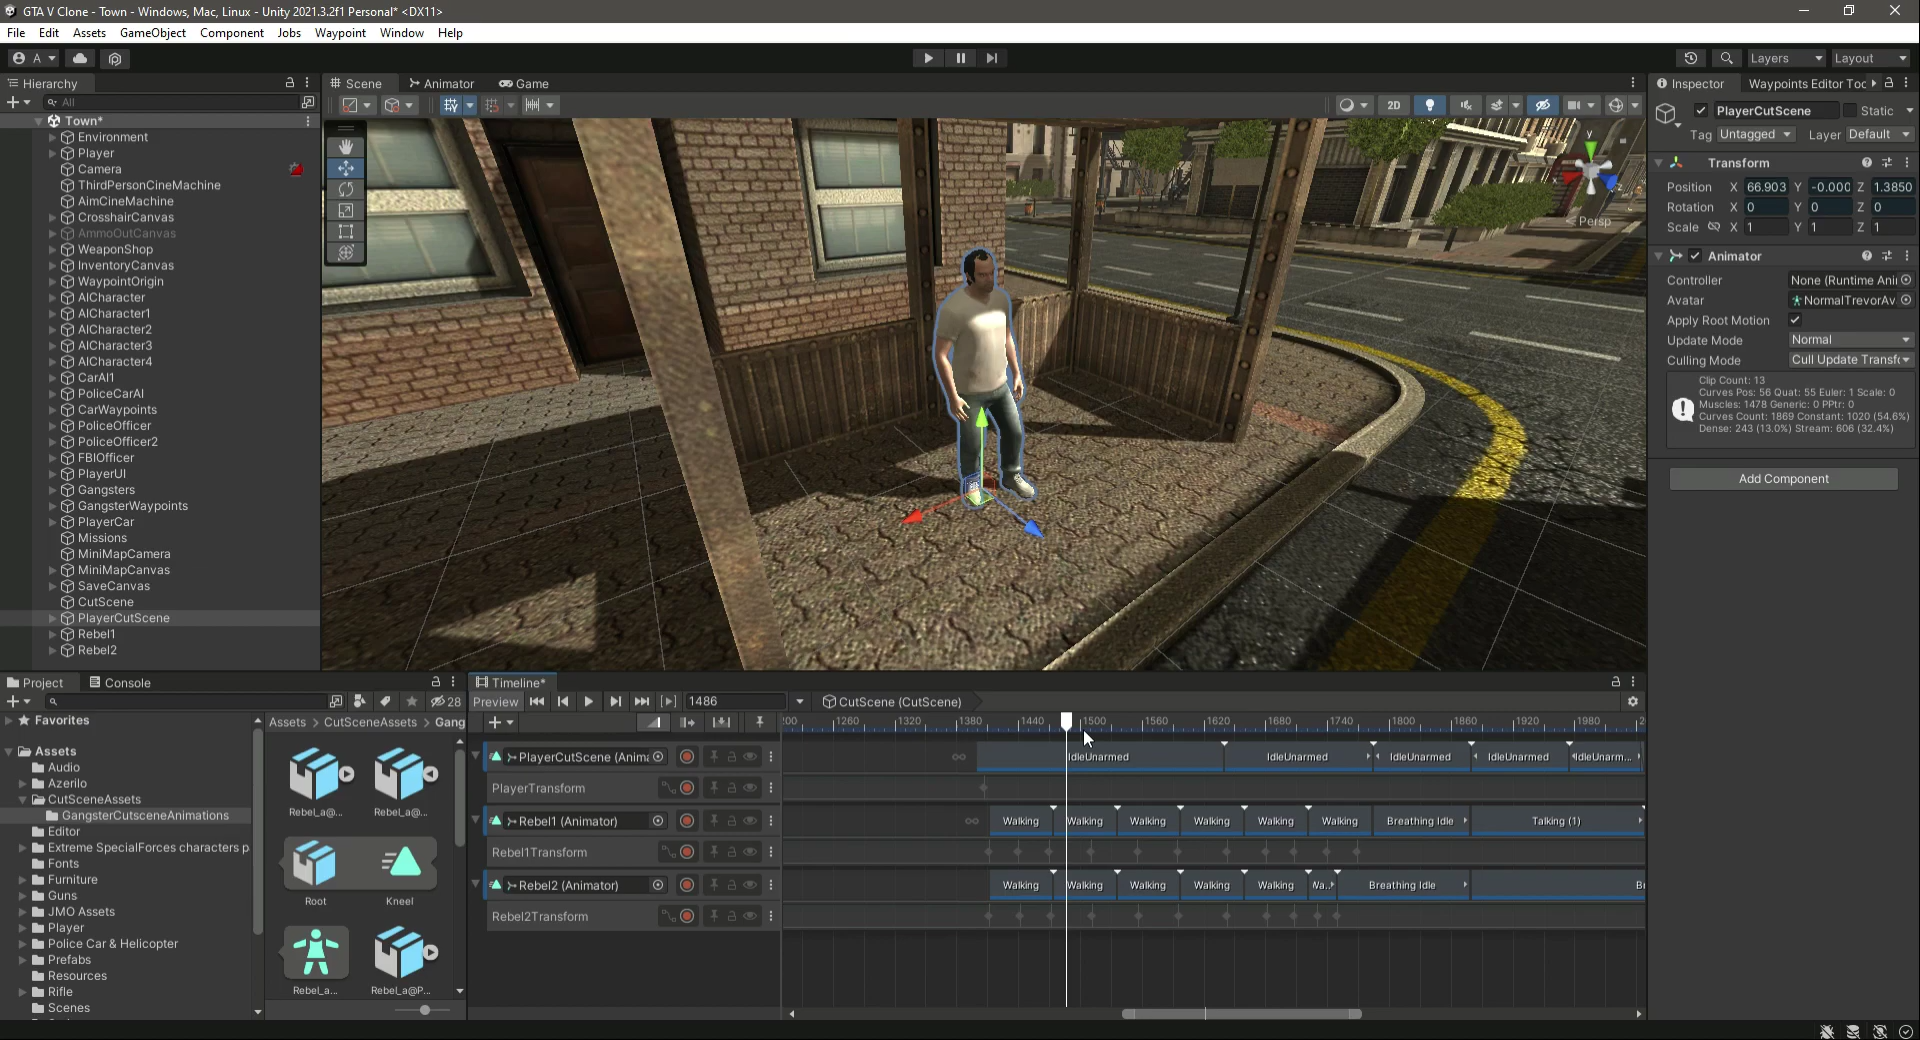 GTA V Clone - Town - Windows, Mac, Linux - Unity 2021.3.2f1 Personal* <DX11>
File Edit Assets GameObject Component Jobs Waypoint Window Help
A Layers Layout
Hierarchy
All
Town*
Environment
Player
Camera
ThirdPersonCineMachine
AimCineMachine
CrosshairCanvas
AmmoOutCanvas
WeaponShop
InventoryCanvas
WaypointOrigin
AICharacter
AICharacter1
AICharacter2
AICharacter3
AICharacter4
CarAI1
PoliceCarAI
CarWaypoints
PoliceOfficer
PoliceOfficer2
FBIOfficer
PlayerUI
Gangsters
GangsterWaypoints
PlayerCar
Missions
MiniMapCamera
MiniMapCanvas
SaveCanvas
CutScene
PlayerCutScene
Rebel1
Rebel2
Scene Animator Game
2D
y
x
z
< Persp
Inspector Waypoints Editor Toc
PlayerCutScene Static
Tag Untagged Layer Default
Transform
Position X 66.903 Y -0.000 Z 1.3850
Rotation X 0 Y 0 Z 0
Scale X 1 Y 1 Z 1
Animator
Controller None (Runtime Ani
Avatar NormalTrevorAv
Apply Root Motion
Update Mode Normal
Culling Mode Cull Update Transf
Clip Count: 13
Curves Pos: 56 Quat: 55 Euler: 1 Scale: 0
Muscles: 1478 Generic: 0 PPtr: 0
Curves Count: 1869 Constant: 1020 (54.6%)
Dense: 243 (13.0%) Stream: 606 (32.4%)
Add Component
Project Console
28
Favorites
Assets
Audio
Azerilo
CutSceneAssets
GangsterCutsceneAnimations
Editor
Extreme SpecialForces characters p
Fonts
Furniture
Guns
JMO Assets
Player
Police Car & Helicopter
Prefabs
Resources
Rifle
Scenes
Assets > CutSceneAssets > Gang
Rebel_a@... Rebel_a@...
Root Kneel
Rebel_a... Rebel_a@P...
Timeline*
Preview 1486 CutScene (CutScene)
200 1260 1320 1380 1440 1500 1560 1620 1680 1740 1800 1860 1920 1980 2
PlayerCutScene (Anima IdleUnarmed IdleUnarmed IdleUnarmed IdleUnarmed IdleUnarm...
PlayerTransform
Rebel1 (Animator) Walking Walking Walking Walking Walking Walking Breathing Idle Talking (1)
Rebel1Transform
Rebel2 (Animator) Walking Walking Walking Walking Walking Wa... Breathing Idle B
Rebel2Transform